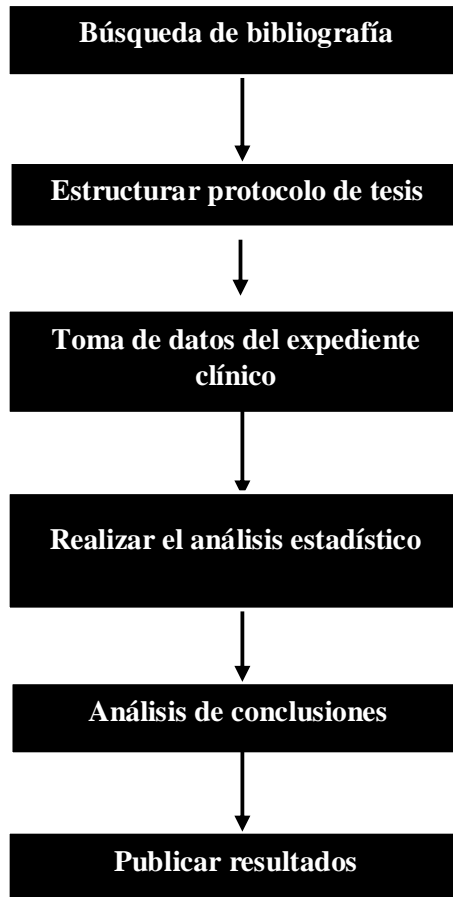 Búsqueda de bibliografía
Estructurar protocolo de tesis
Toma de datos del expediente
clínico
Realizar el análisis estadístico
Análisis de conclusiones
Publicar resultados